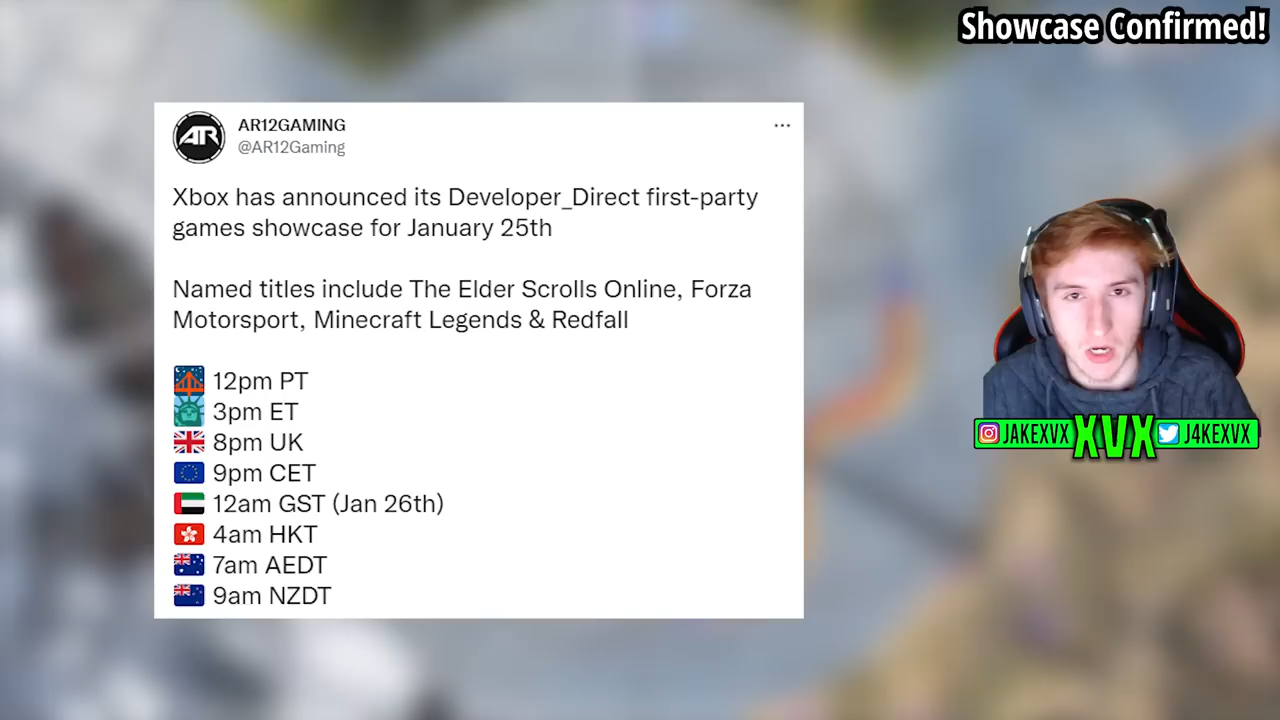 Showcase Confirmed!
AR12GAMING
@AR12Gaming
Xbox has announced its Developer_Direct first-party
games showcase for January 25th
Named titles include The Elder Scrolls Online, Forza
Motorsport, Minecraft Legends & Redfall
12pm PT
3pm ET
8pm UK
9pm CET
12am GST (Jan 26th)
4am HKT
7am AEDT
9am NZDT
AR
JAKEXVX XVX J4KEXVX